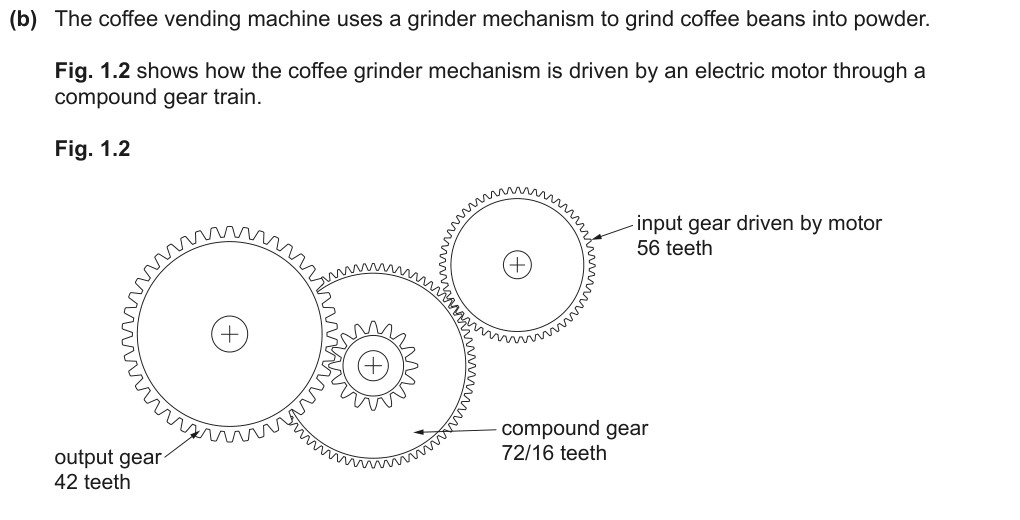 (b) The coffee vending machine uses a grinder mechanism to grind coffee beans into powder.
Fig. 1.2 shows how the coffee grinder mechanism is driven by an electric motor through a
compound gear train.
Fig. 1.2
input gear driven by motor
56 teeth
compound gear
72/16 teeth
output gear
42 teeth